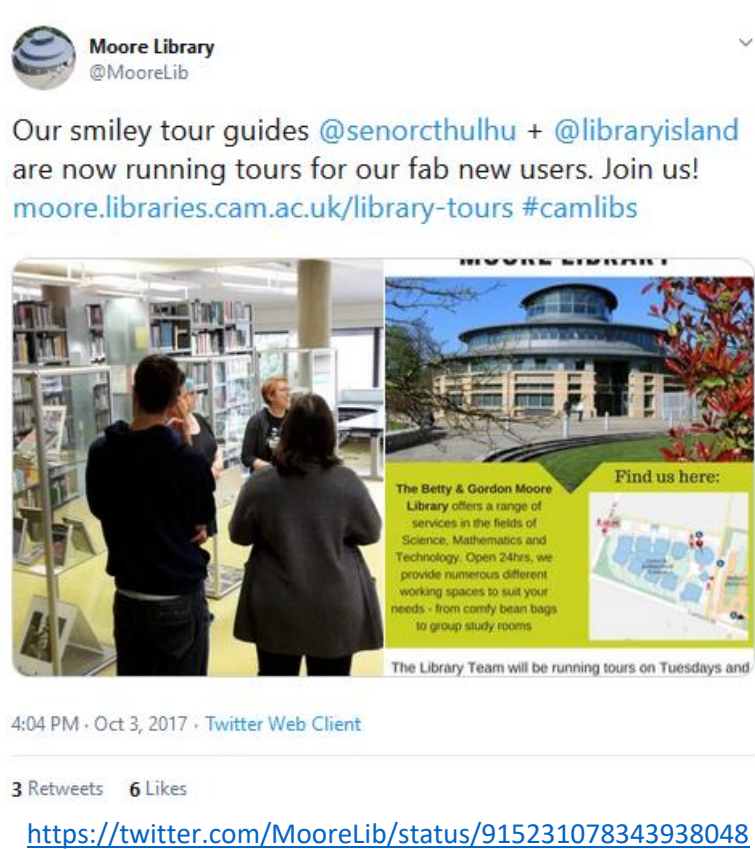 Moore Library
@MooreLib
Our smiley tour guides @senorcthulhu + @libraryisland
are now running tours for our fab new users. Join us!
moore.libraries.cam.ac.uk/library-tours #camlibs
MOORE LIBRARY
The Betty & Gordon Moore
Library offers a range of
services in the fields of
Science, Mathematics and
Technology. Open 24hrs, we
provide numerous different
working spaces to suit your
needs - from comfy bean bags
to group study rooms
Find us here:
The Library Team will be running tours on Tuesdays and
4:04 PM · Oct 3, 2017 · Twitter Web Client
3 Retweets 6 Likes
https://twitter.com/MooreLib/status/915231078343938048